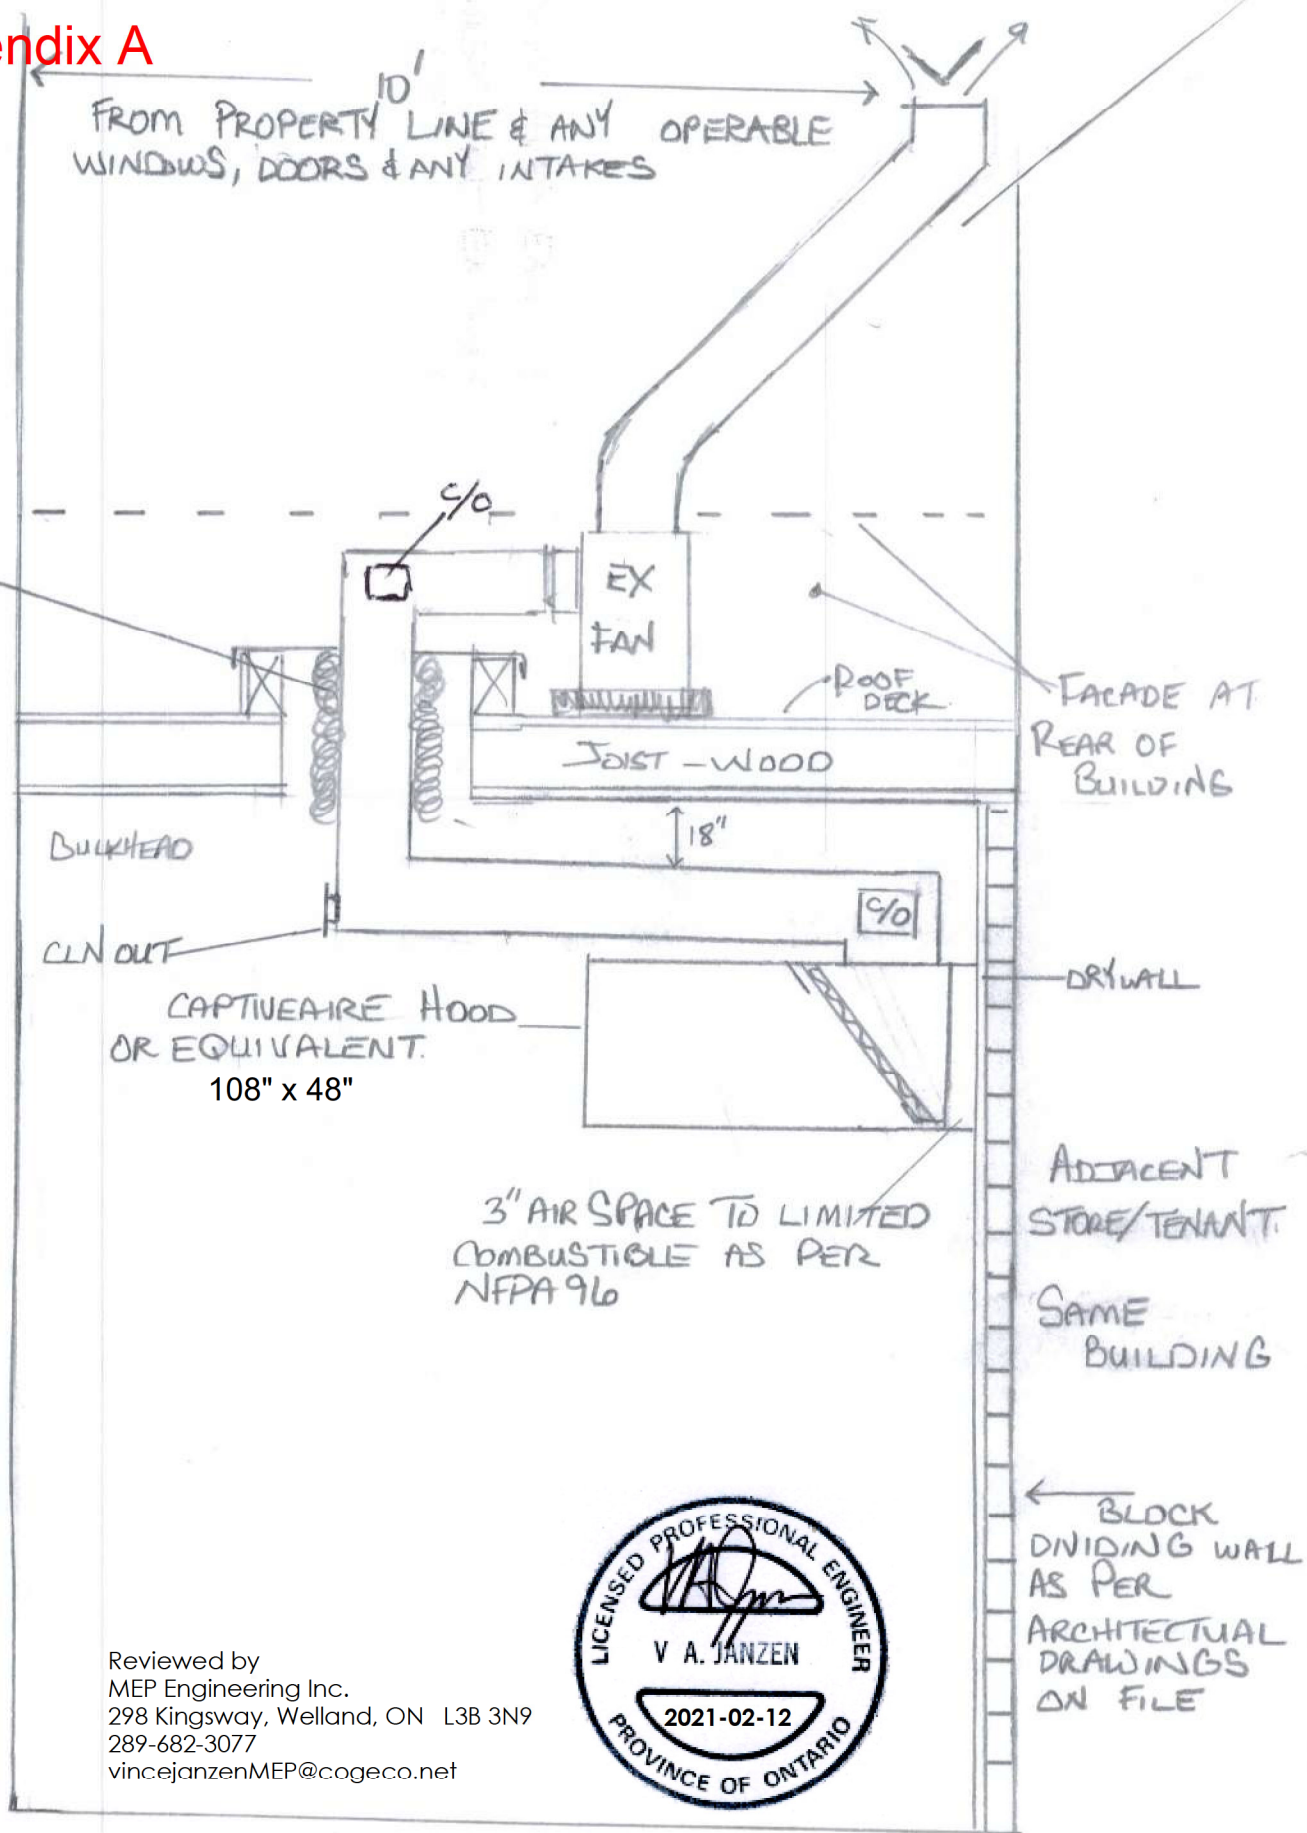 endix A
10'
FROM PROPERTY LINE & ANY OPERABLE
WINDOWS, DOORS & ANY INTAKES
C/O
EX
FAN
ROOF
DECK
FACADE AT
REAR OF
BUILDING
JOIST - WOOD
18"
BULKHEAD
C/O
CLN OUT
DRYWALL
CAPTIVEAIRE HOOD
OR EQUIVALENT.
108" x 48"
3" AIR SPACE TO LIMITED
COMBUSTIBLE AS PER
NFPA 96
ADJACENT
STORE/TENANT.
SAME
BUILDING
BLOCK
DIVIDING WALL
AS PER
ARCHITECTUAL
DRAWINGS
ON FILE
Reviewed by
MEP Engineering Inc.
298 Kingsway, Welland, ON L3B 3N9
289-682-3077
vincejanzenMEP@cogeco.net
LICENSED PROFESSIONAL ENGINEER
V A. JANZEN
2021-02-12
PROVINCE OF ONTARIO